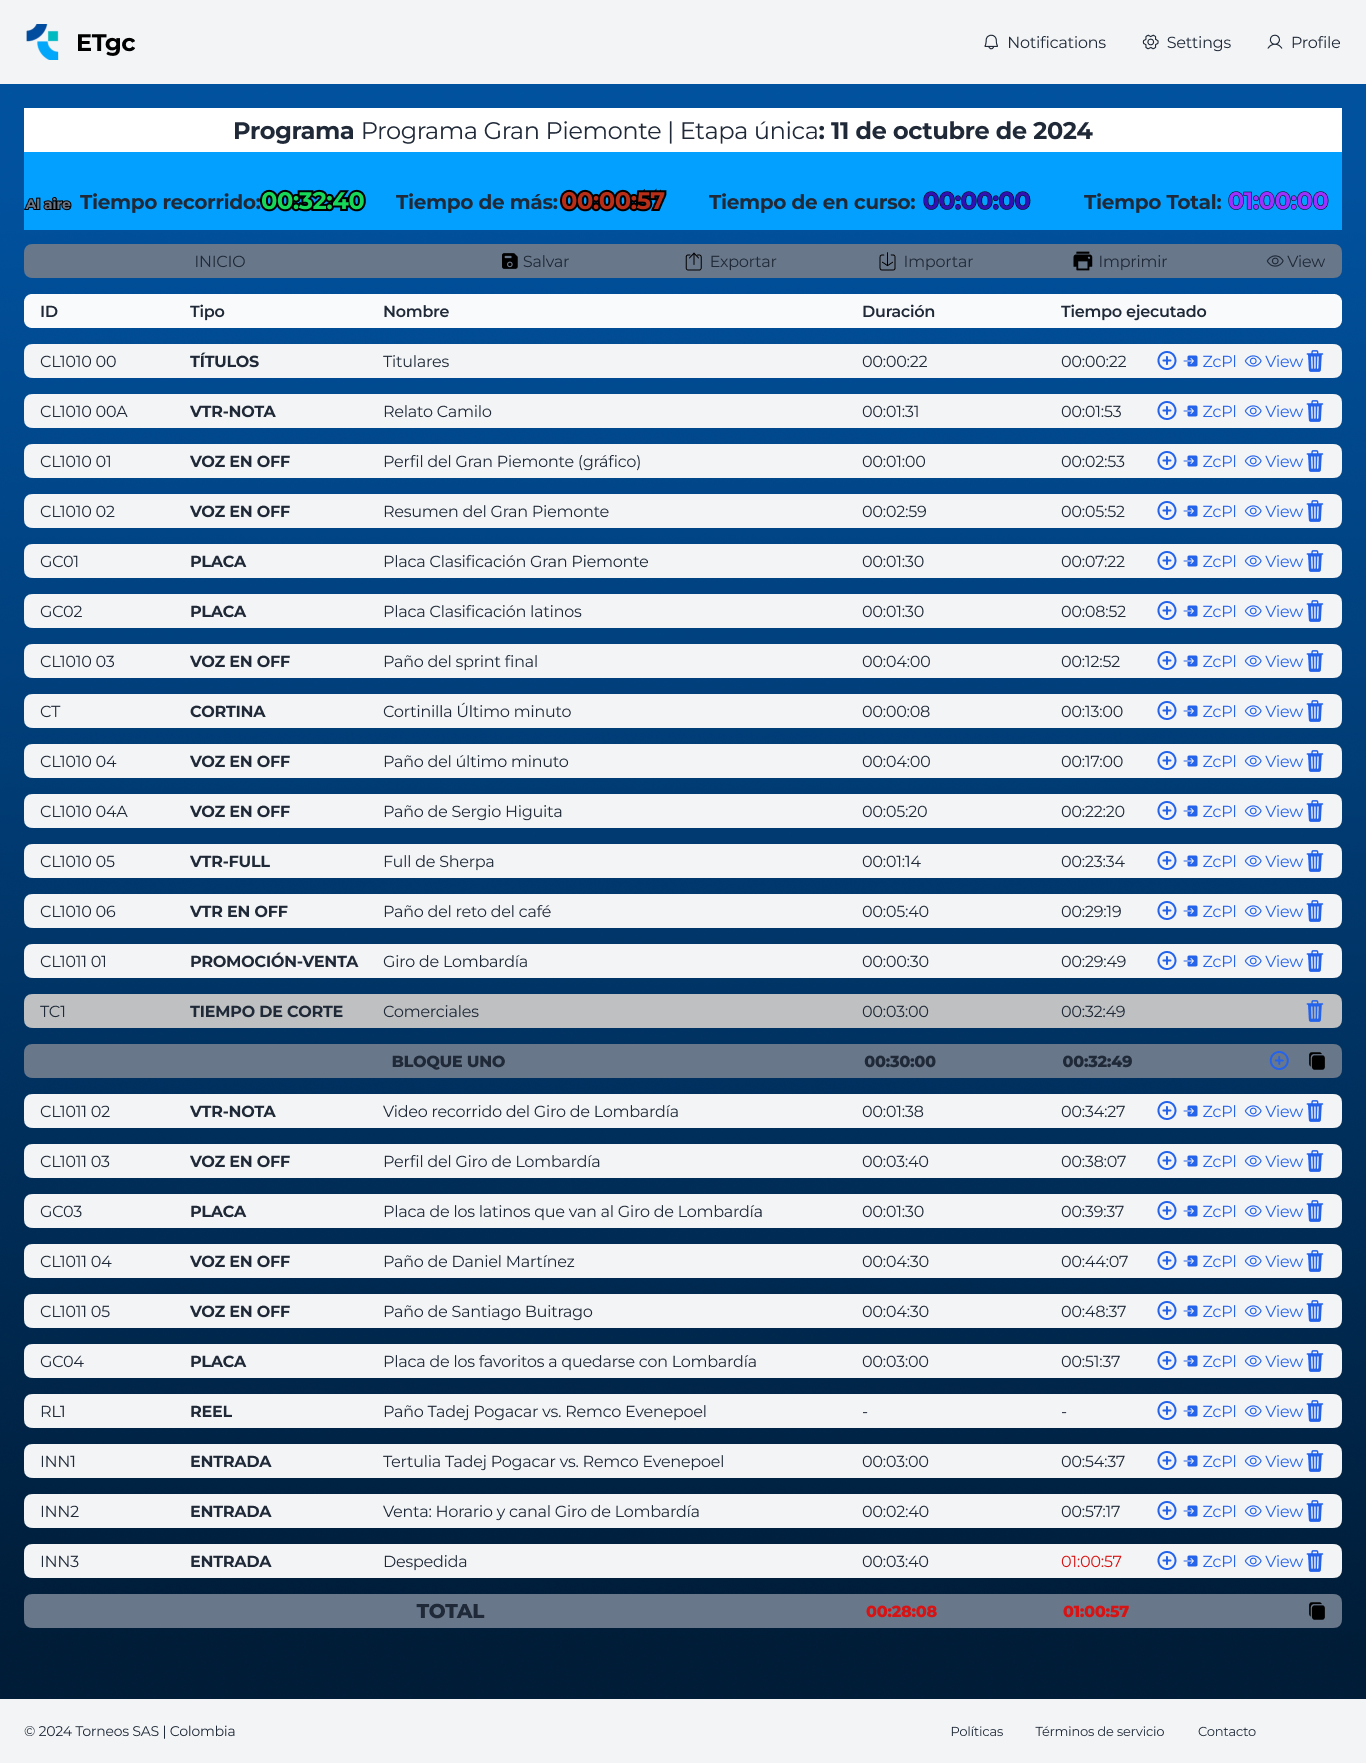 ETgc Notifications Settings Profile
Programa Programa Gran Piemonte | Etapa única: 11 de octubre de 2024
Al aire Tiempo recorrido: 00:32:40 Tiempo de más: 00:00:57 Tiempo de en curso: 00:00:00 Tiempo Total: 01:00:00
INICIO Salvar Exportar Importar Imprimir View
ID Tipo Nombre Duración Tiempo ejecutado
CL1010 00 TÍTULOS Titulares 00:00:22 00:00:22 ZcPl View
CL1010 00A VTR-NOTA Relato Camilo 00:01:31 00:01:53 ZcPl View
CL1010 01 VOZ EN OFF Perfil del Gran Piemonte (gráfico) 00:01:00 00:02:53 ZcPl View
CL1010 02 VOZ EN OFF Resumen del Gran Piemonte 00:02:59 00:05:52 ZcPl View
GC01 PLACA Placa Clasificación Gran Piemonte 00:01:30 00:07:22 ZcPl View
GC02 PLACA Placa Clasificación latinos 00:01:30 00:08:52 ZcPl View
CL1010 03 VOZ EN OFF Paño del sprint final 00:04:00 00:12:52 ZcPl View
CT CORTINA Cortinilla Último minuto 00:00:08 00:13:00 ZcPl View
CL1010 04 VOZ EN OFF Paño del último minuto 00:04:00 00:17:00 ZcPl View
CL1010 04A VOZ EN OFF Paño de Sergio Higuita 00:05:20 00:22:20 ZcPl View
CL1010 05 VTR-FULL Full de Sherpa 00:01:14 00:23:34 ZcPl View
CL1010 06 VTR EN OFF Paño del reto del café 00:05:40 00:29:19 ZcPl View
CL1011 01 PROMOCIÓN-VENTA Giro de Lombardía 00:00:30 00:29:49 ZcPl View
TC1 TIEMPO DE CORTE Comerciales 00:03:00 00:32:49
BLOQUE UNO 00:30:00 00:32:49
CL1011 02 VTR-NOTA Video recorrido del Giro de Lombardía 00:01:38 00:34:27 ZcPl View
CL1011 03 VOZ EN OFF Perfil del Giro de Lombardía 00:03:40 00:38:07 ZcPl View
GC03 PLACA Placa de los latinos que van al Giro de Lombardía 00:01:30 00:39:37 ZcPl View
CL1011 04 VOZ EN OFF Paño de Daniel Martínez 00:04:30 00:44:07 ZcPl View
CL1011 05 VOZ EN OFF Paño de Santiago Buitrago 00:04:30 00:48:37 ZcPl View
GC04 PLACA Placa de los favoritos a quedarse con Lombardía 00:03:00 00:51:37 ZcPl View
RL1 REEL Paño Tadej Pogacar vs. Remco Evenepoel - - ZcPl View
INN1 ENTRADA Tertulia Tadej Pogacar vs. Remco Evenepoel 00:03:00 00:54:37 ZcPl View
INN2 ENTRADA Venta: Horario y canal Giro de Lombardía 00:02:40 00:57:17 ZcPl View
INN3 ENTRADA Despedida 00:03:40 01:00:57 ZcPl View
TOTAL 00:28:08 01:00:57
© 2024 Torneos SAS | Colombia Políticas Términos de servicio Contacto